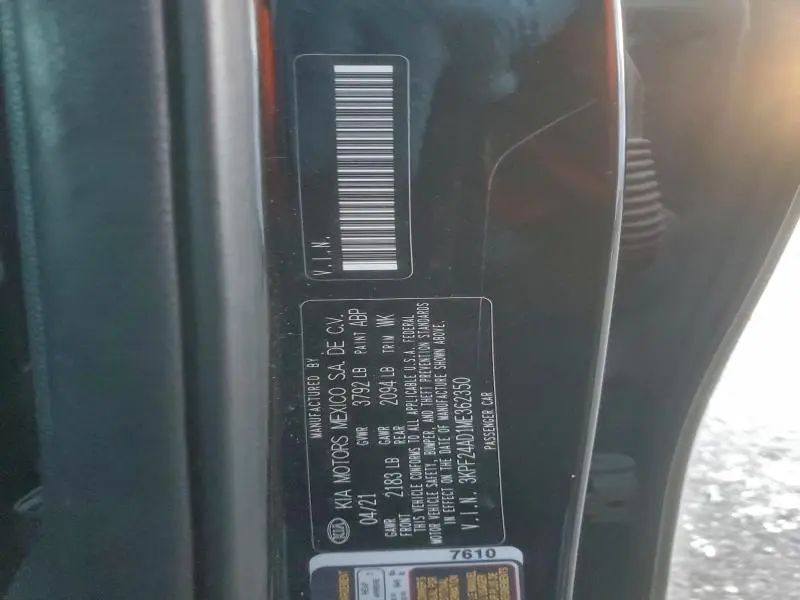 V.I.N.
MANUFACTURED BY
KIA KIA MOTORS MEXICO S.A. DE C.V.
04/21 GVWR 3792 LB PAINT ABP
GAWR FRONT 2183 LB GAWR REAR 2094 LB TRIM WK
THIS VEHICLE CONFORMS TO ALL APPLICABLE U.S.A. FEDERAL
MOTOR VEHICLE SAFETY, BUMPER, AND THEFT PREVENTION STANDARDS
IN EFFECT ON THE DATE OF MANUFACTURE SHOWN ABOVE.
V.I.N. 3KPF24AD1ME362350
PASSENGER CAR
7610